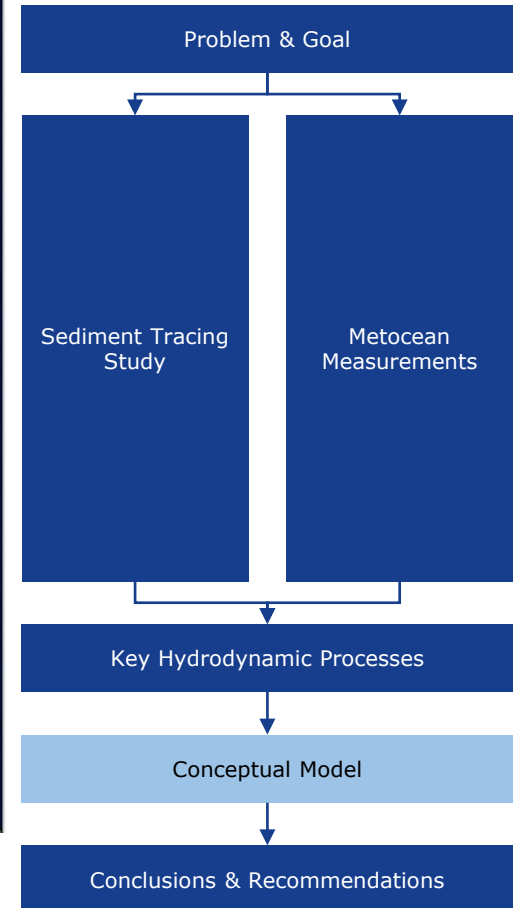 Problem & Goal
Sediment Tracing
Study
Metocean
Measurements
Key Hydrodynamic Processes
Conceptual Model
Conclusions & Recommendations